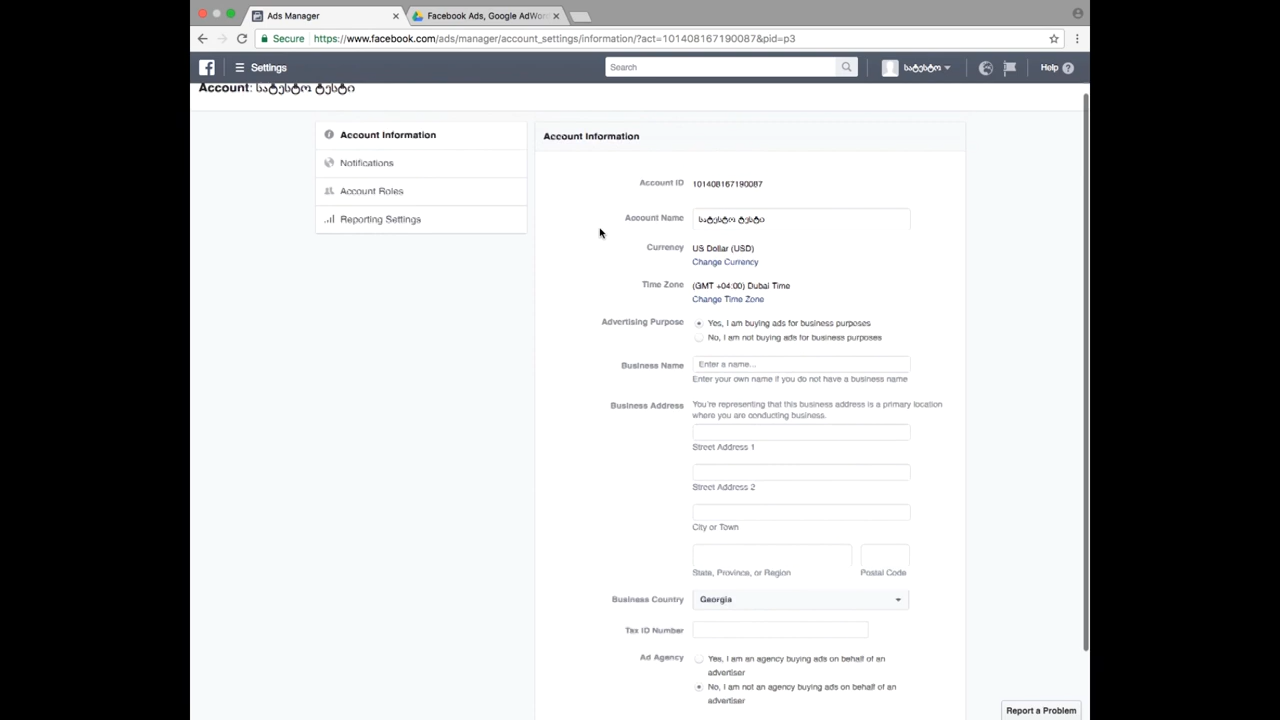 Ads Manager
Facebook Ads, Google AdWor
Secure https://www.facebook.com/ads/manager/account_settings/information/?act=101408167190087&pid=p3
Settings
Search
სატესტო
Help
Account: სატესტო ტესტი
Account Information
Notifications
Account Roles
Reporting Settings
Account Information
Account ID 101408167190087
Account Name სატესტო ტესტი
Currency US Dollar (USD)
Change Currency
Time Zone (GMT +04:00) Dubai Time
Change Time Zone
Advertising Purpose Yes, I am buying ads for business purposes
No, I am not buying ads for business purposes
Business Name Enter a name...
Enter your own name if you do not have a business name
Business Address You're representing that this business address is a primary location
where you are conducting business.
Street Address 1
Street Address 2
City or Town
State, Province, or Region Postal Code
Business Country Georgia
Tax ID Number
Ad Agency Yes, I am an agency buying ads on behalf of an
advertiser
No, I am not an agency buying ads on behalf of an
advertiser
Report a Problem